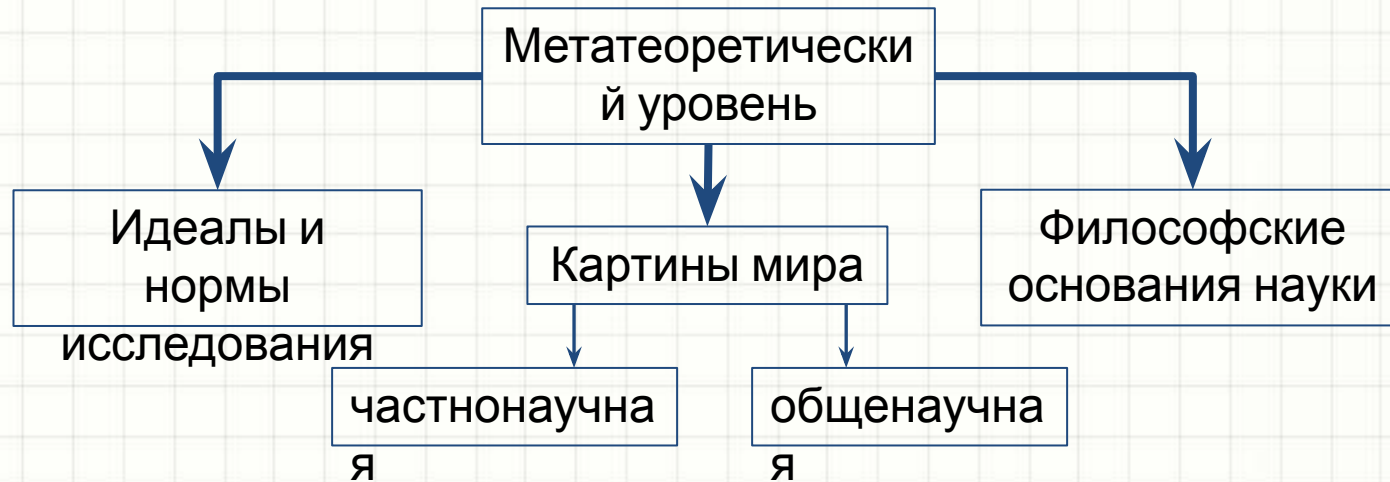 Метатеоретически
й уровень
Идеалы и
нормы
исследования
Картины мира
Философские
основания науки
частнонаучна
я
общенаучна
я